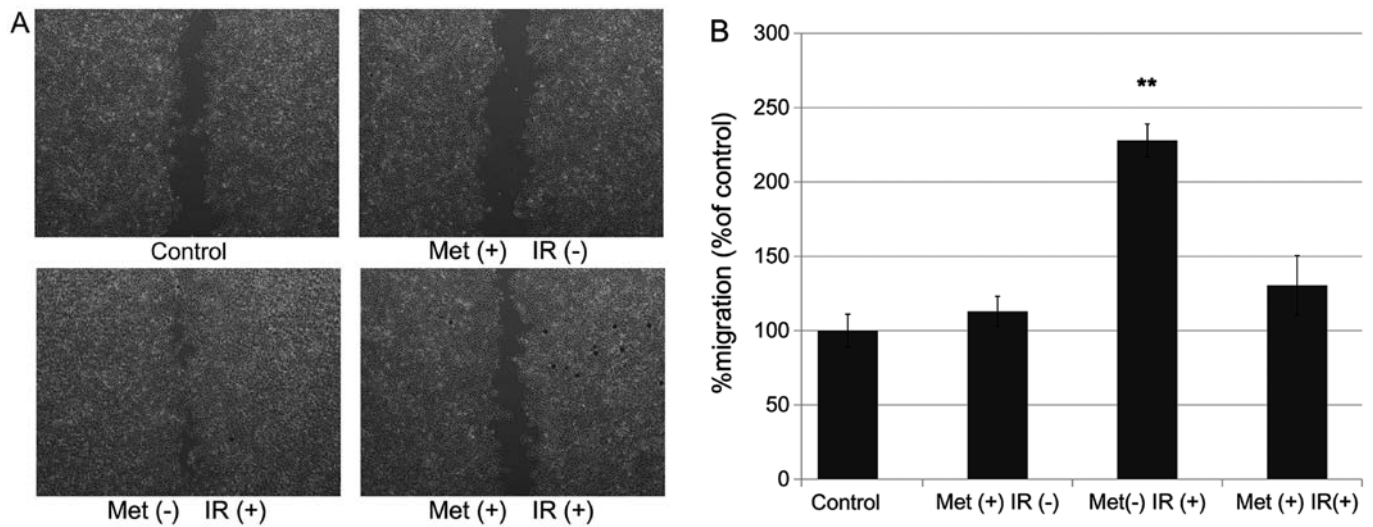 A
Control
Met (+) IR (-)
Met (-) IR (+)
Met (+) IR (+)
B
%migration (%of control)
300
250
200
150
100
50
0
**
Control
Met (+) IR (-)
Met(-) IR (+)
Met (+) IR(+)